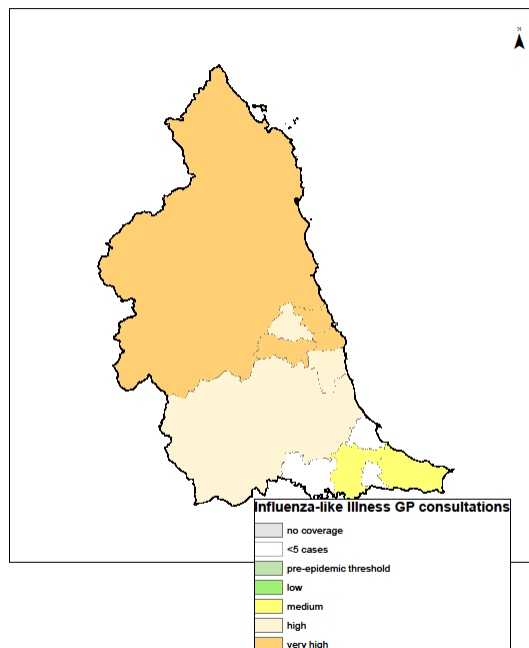 N
Influenza-like Illness GP consultations
no coverage
<5 cases
pre-epidemic threshold
low
medium
high
very high